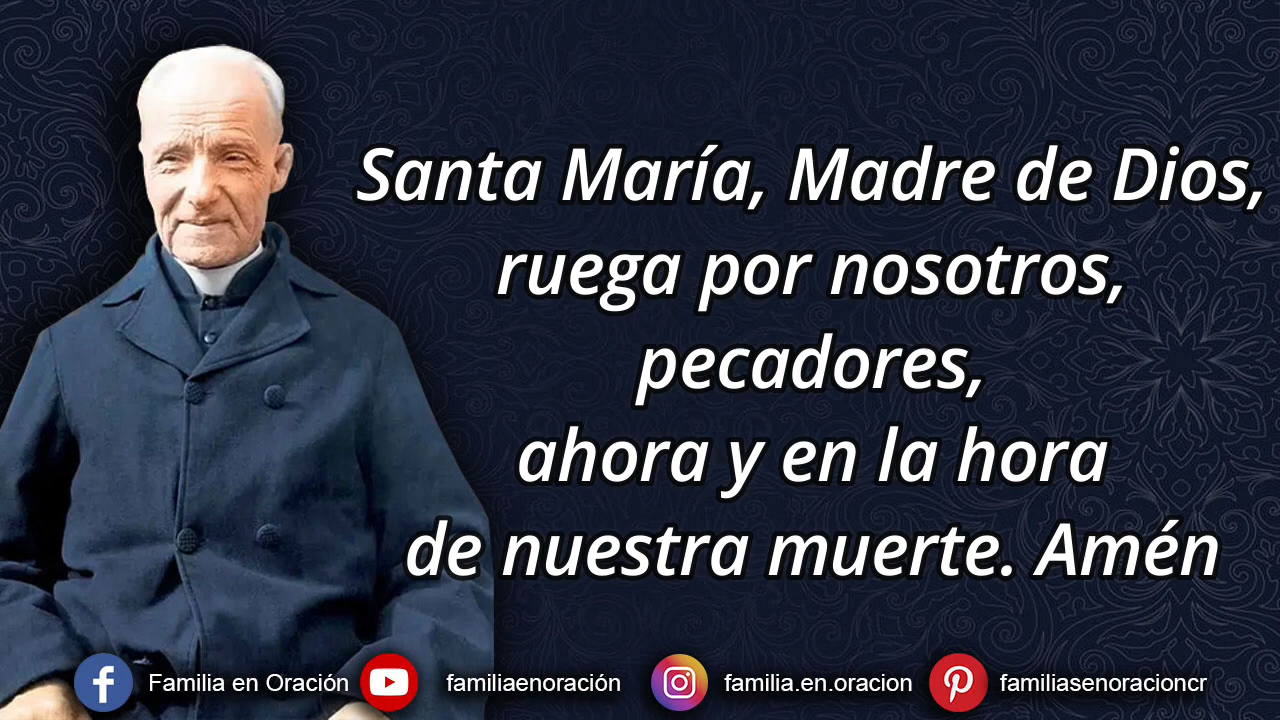 Santa María, Madre de Dios,
ruega por nosotros,
pecadores,
ahora y en la hora
de nuestra muerte. Amén
Familia en Oración familiaenoración familia.en.oracion familiasenoracioncr